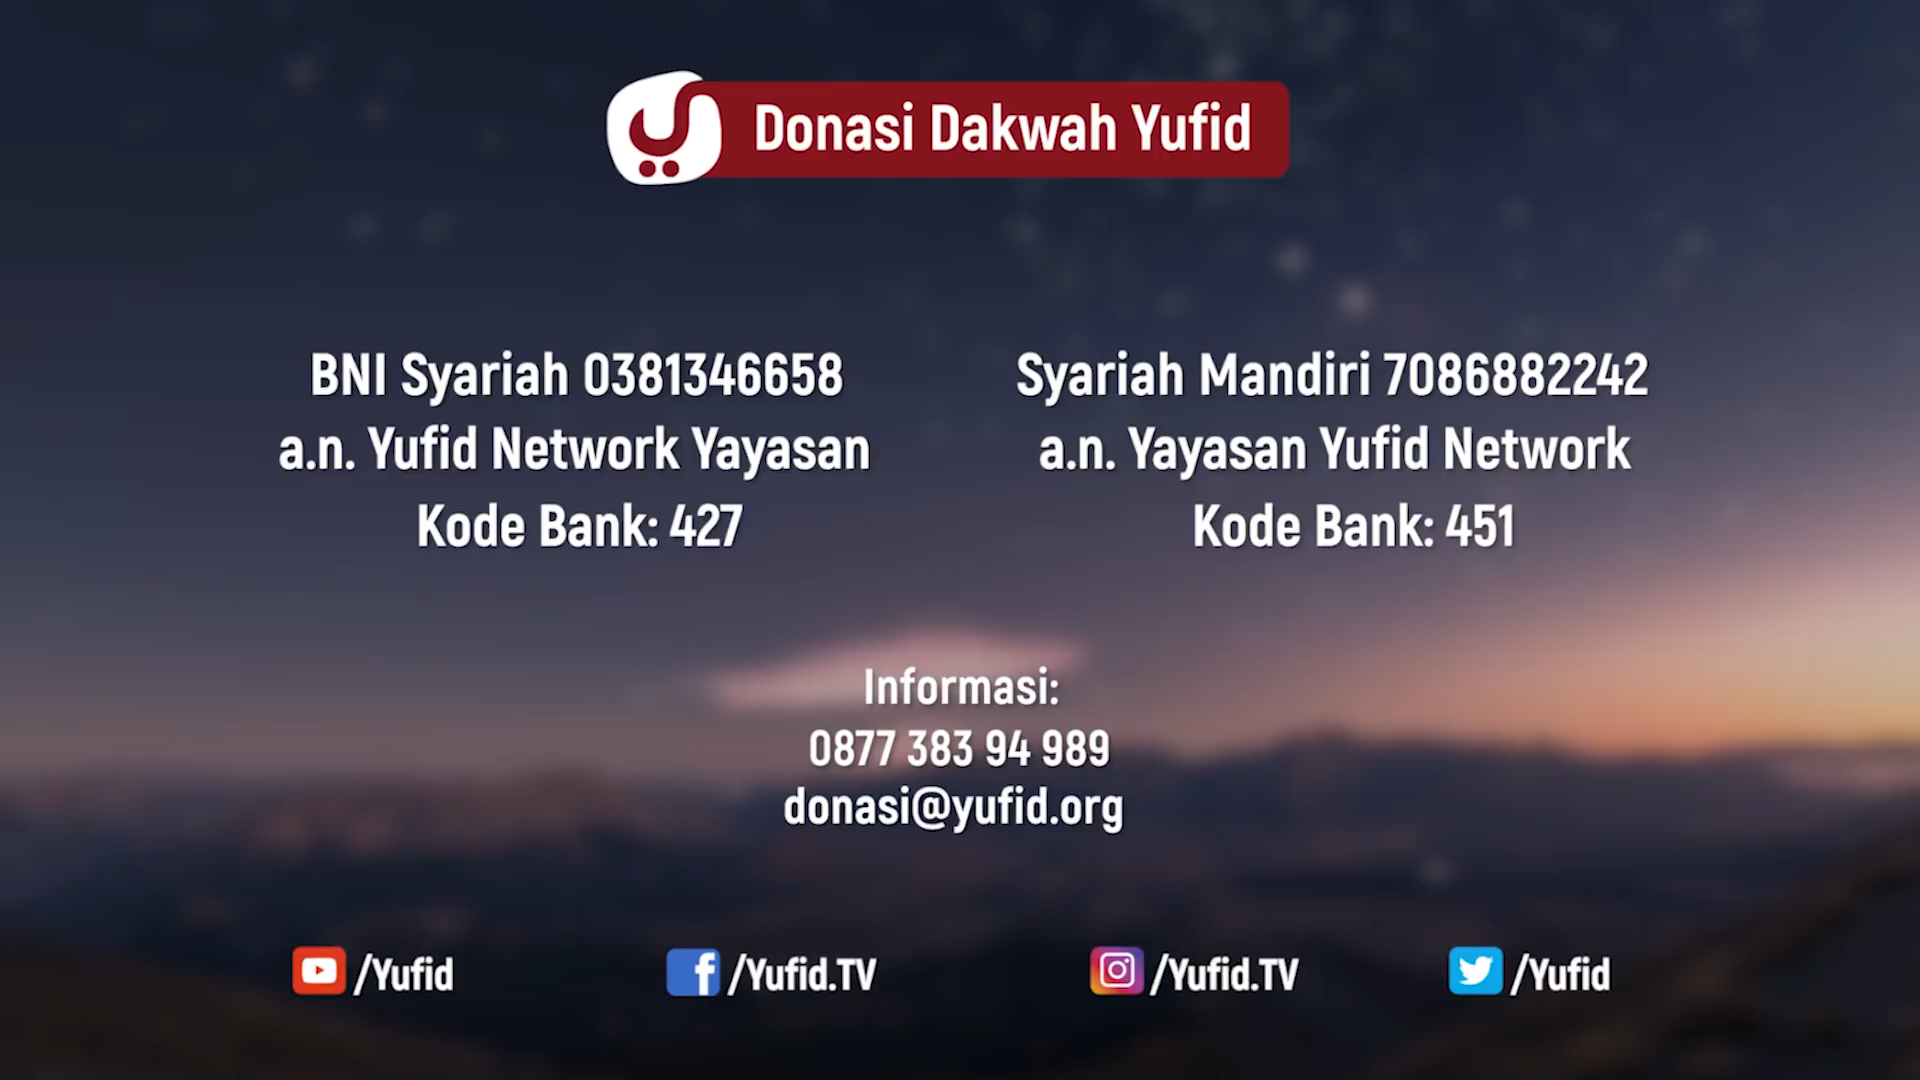 Donasi Dakwah Yufid
BNI Syariah 0381346658
a.n. Yufid Network Yayasan
Kode Bank: 427
Syariah Mandiri 7086882242
a.n. Yayasan Yufid Network
Kode Bank: 451
Informasi:
0877 383 94 989
donasi@yufid.org
/Yufid
/Yufid.TV
/Yufid.TV
/Yufid